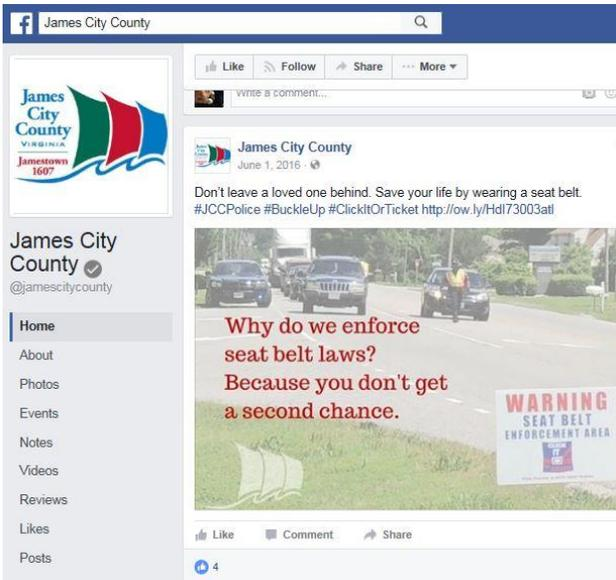 James City County
James
City
County
VIRGINIA
Jamestown
1607
James City
County
@jamescitycounty
Home
About
Photos
Events
Notes
Videos
Reviews
Likes
Posts
Like Follow Share More
Write a comment...
James City County
June 1, 2016
Don't leave a loved one behind. Save your life by wearing a seat belt.
#JCCPolice #BuckleUp #ClickItOrTicket http://ow.ly/Hdl73003atl
Why do we enforce
seat belt laws?
Because you don't get
a second chance.
WARNING
SEAT BELT
ENFORCEMENT AREA
Like Comment Share
4